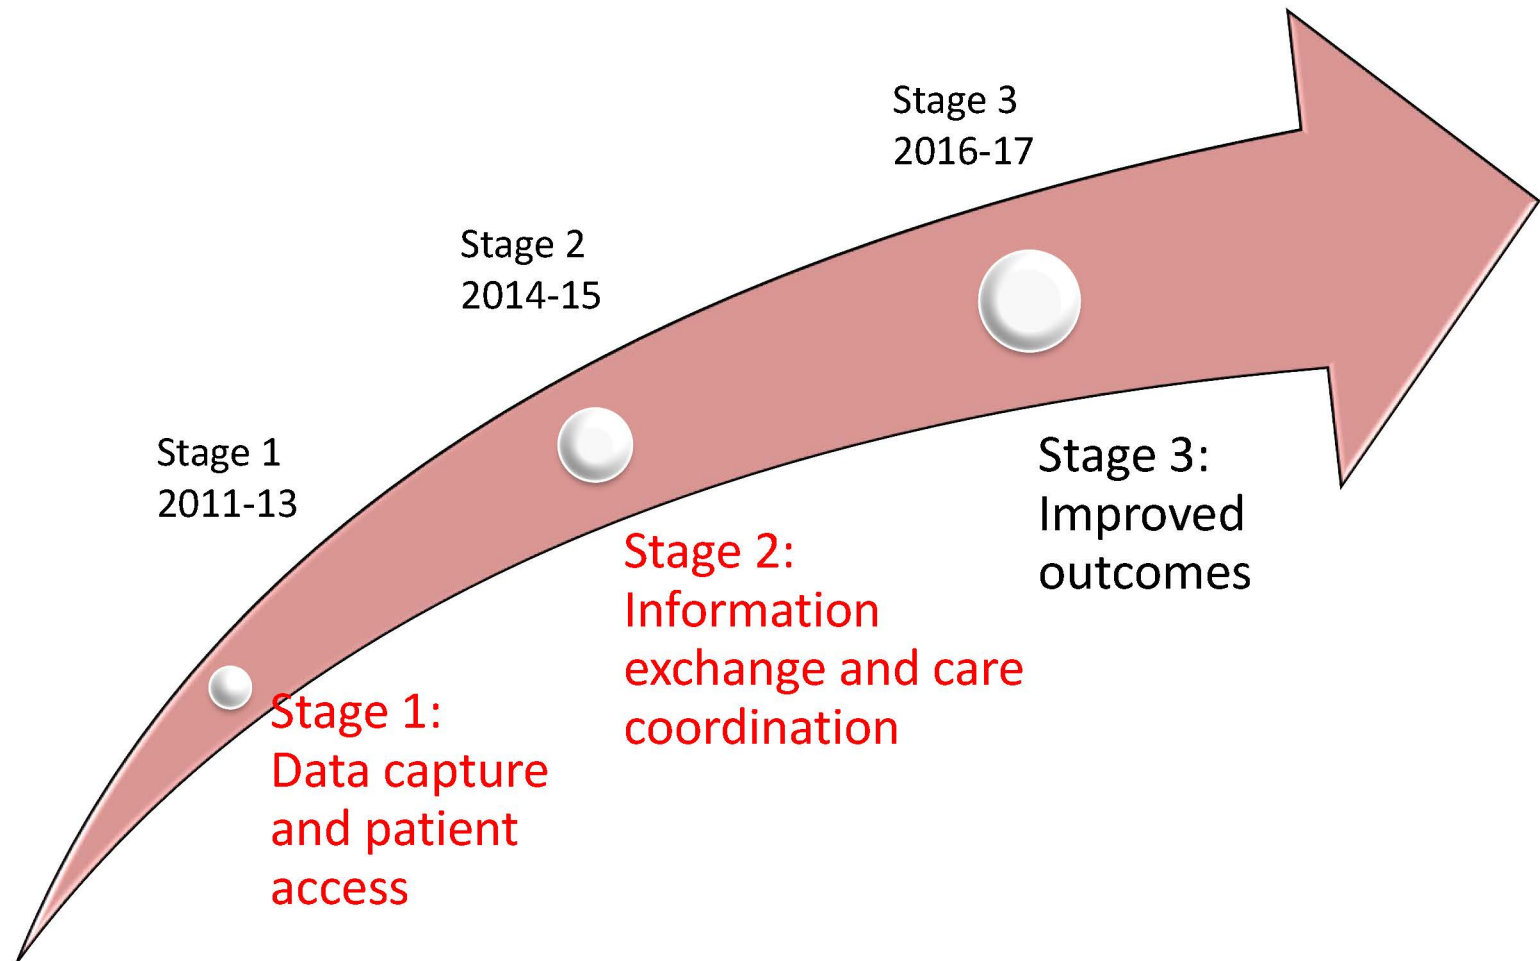 Stage 3
2016-17
Stage 2
2014-15
Stage 1
2011-13
Stage 3:
Improved
outcomes
Stage 2:
Information
exchange and care
coordination
Stage 1:
Data capture
and patient
access